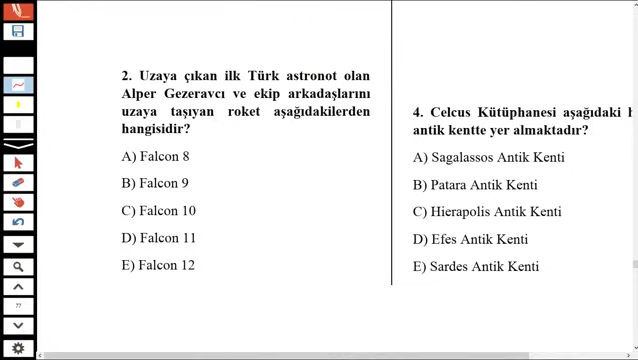 2. Uzaya çıkan ilk Türk astronot olan
Alper Gezeravcı ve ekip arkadaşlarını
uzaya taşıyan roket aşağıdakilerden
hangisidir?
A) Falcon 8
B) Falcon 9
C) Falcon 10
D) Falcon 11
E) Falcon 12
4. Celcus Kütüphanesi aşağıdaki h
antik kentte yer almaktadır?
A) Sagalassos Antik Kenti
B) Patara Antik Kenti
C) Hierapolis Antik Kenti
D) Efes Antik Kenti
E) Sardes Antik Kenti
77